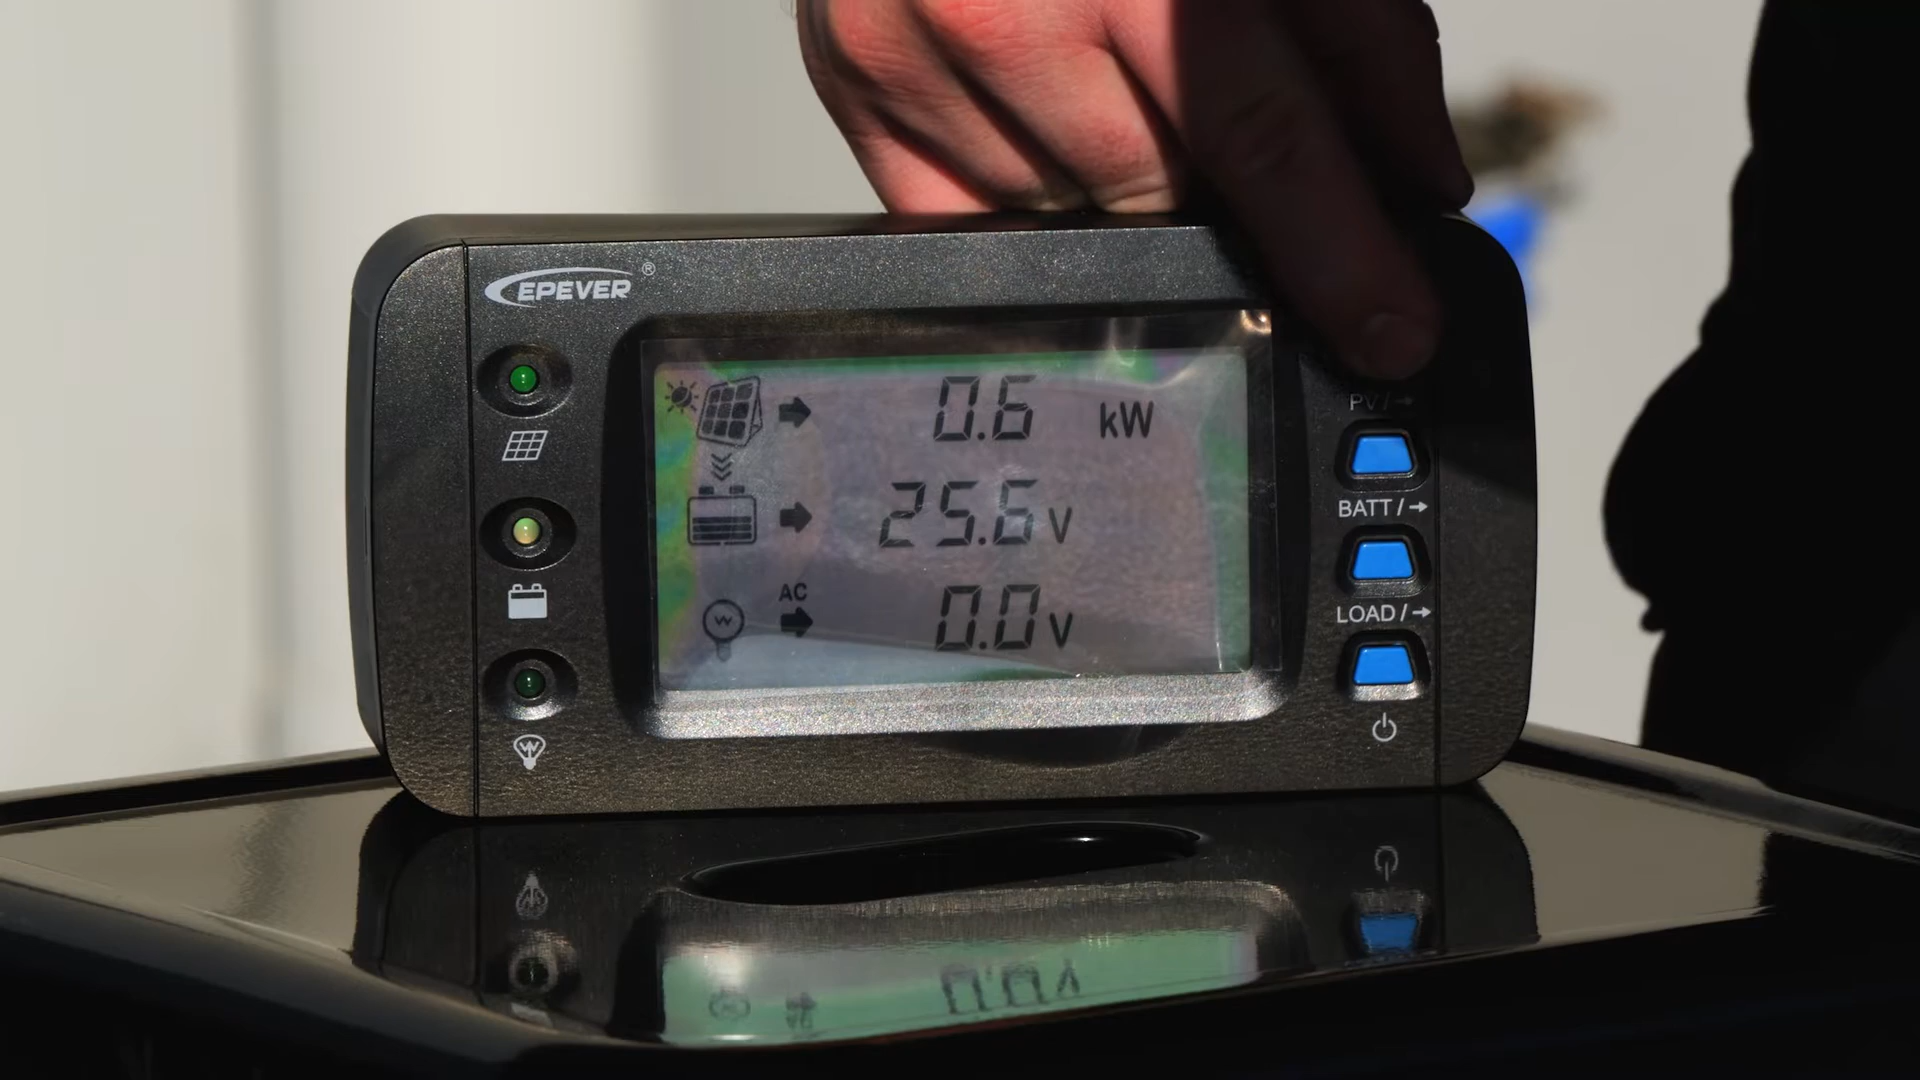 EPEVER®
0.6 kW
25.6 V
AC
0.0 V
PV/→
BATT/→
LOAD/→